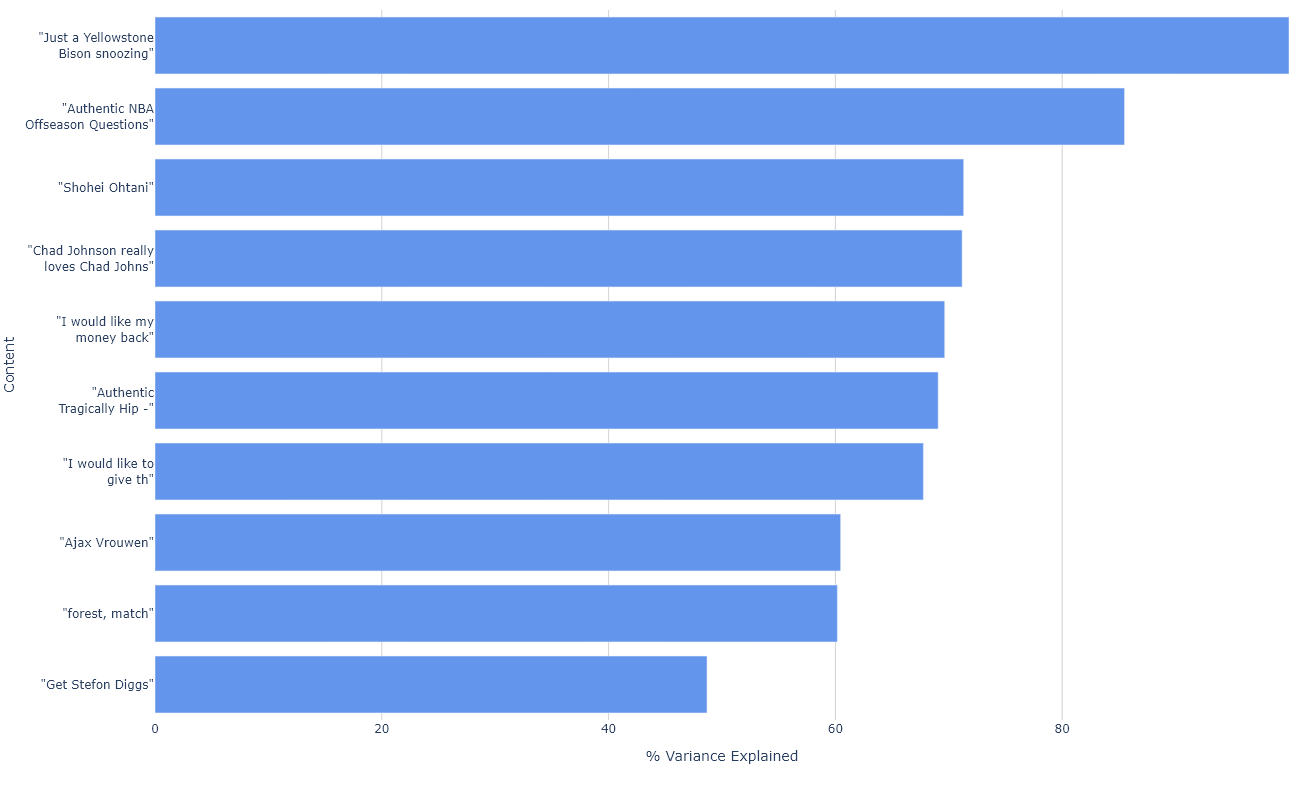 "Just a Yellowstone
Bison snoozing"
"Authentic NBA
Offseason Questions"
"Shohei Ohtani"
"Chad Johnson really
loves Chad Johns"
"I would like my
money back"
"Authentic
Tragically Hip -"
"I would like to
give th"
"Ajax Vrouwen"
"forest, match"
"Get Stefon Diggs"
Content
0 20 40 60 80
% Variance Explained